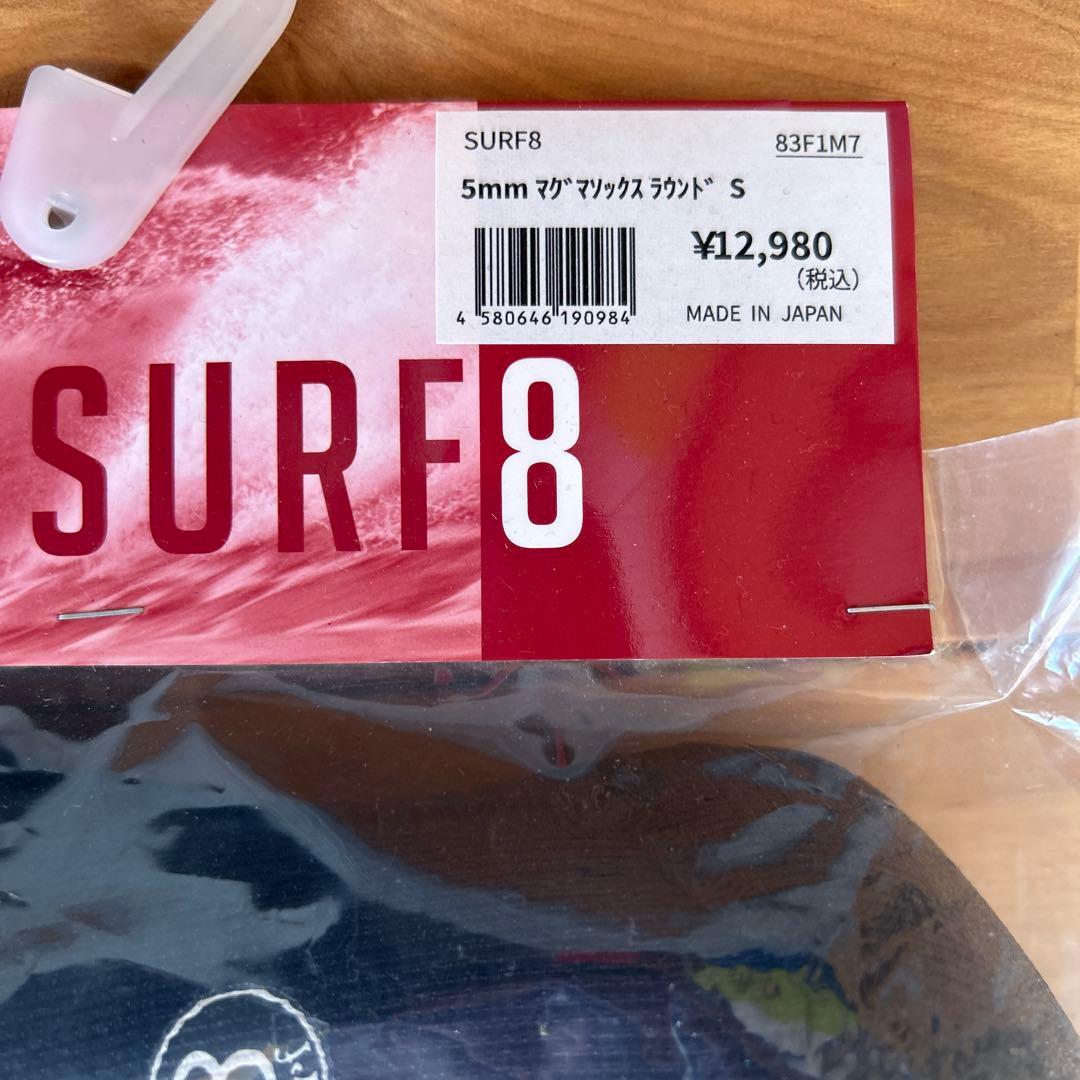 SURF8 83F1M7
5mm ﾏｸﾞﾏｿｯｸｽ ﾗｳﾝﾄﾞ S
¥12,980
(税込)
4 580646 190984
MADE IN JAPAN
SURF8